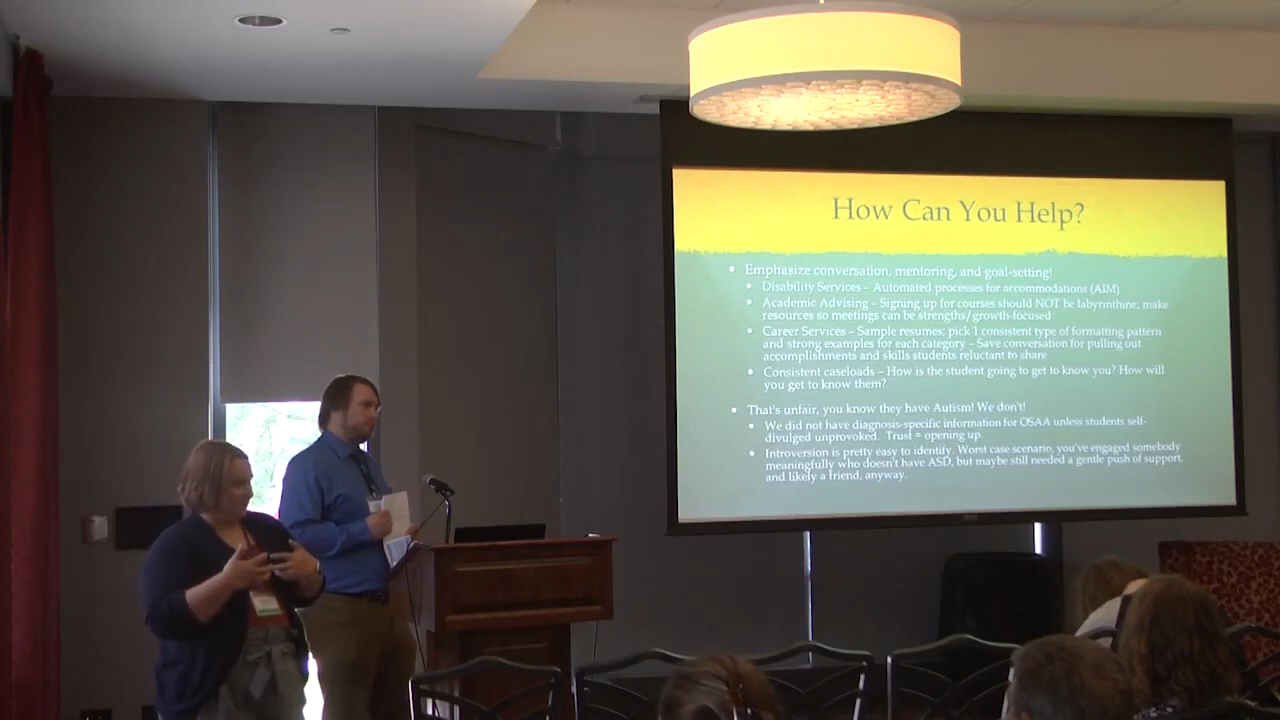 How Can You Help?
• Emphasize conversation, mentoring, and goal-setting!
• Disability Services – Automated processes for accommodations (AIM)
• Academic Advising – Signing up for courses should NOT be labyrinthine, make
resources so meetings can be strengths/growth-focused
• Career Services – Sample resumes; pick 1 consistent type of formatting pattern
and strong examples for each category – Save conversation for pulling out
accomplishments and skills students reluctant to share
• Consistent caseloads – How is the student going to get to know you? How will
you get to know them?
• That's unfair, you know they have Autism! We don't!
• We did not have diagnosis-specific information for OSAA unless students self-
divulged unprovoked. Trust = opening up
• Introversion is pretty easy to identify. Worst case scenario, you've engaged somebody
meaningfully who doesn't have ASD, but maybe still needed a gentle push of support,
and likely a friend, anyway.